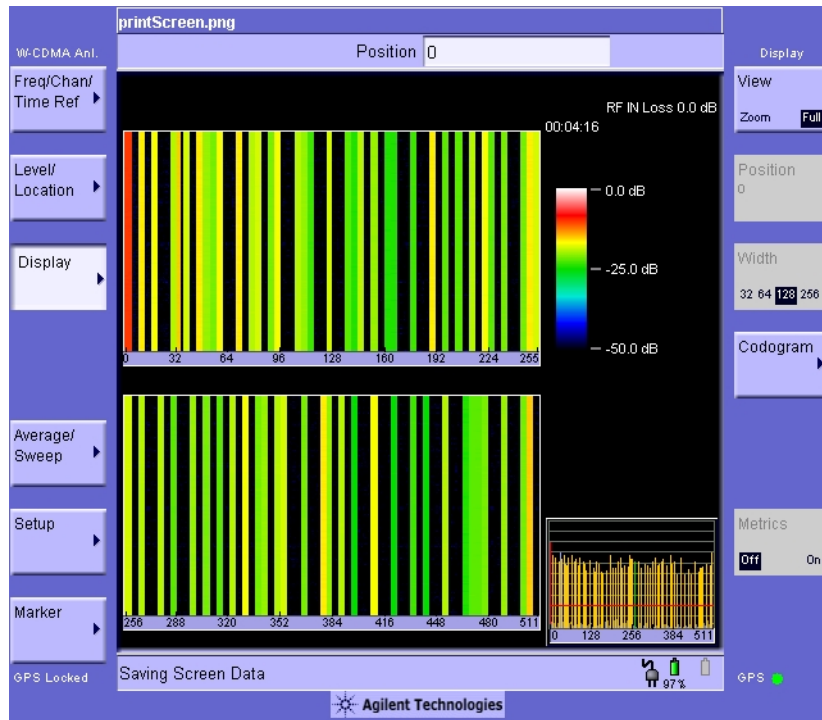 printScreen.png
W-CDMA Anl.
Position 0
Display
Freq/Chan/
Time Ref
Level/
Location
Display
Average/
Sweep
Setup
Marker
GPS Locked
RF IN Loss 0.0 dB
00:04:16
0.0 dB
-25.0 dB
-50.0 dB
0 32 64 96 128 160 192 224 255
256 288 320 352 384 416 448 480 511
0 128 256 384 511
View
Zoom Full
Position
0
Width
32 64 128 256
Codogram
Metrics
Off On
Saving Screen Data
97%
GPS
Agilent Technologies